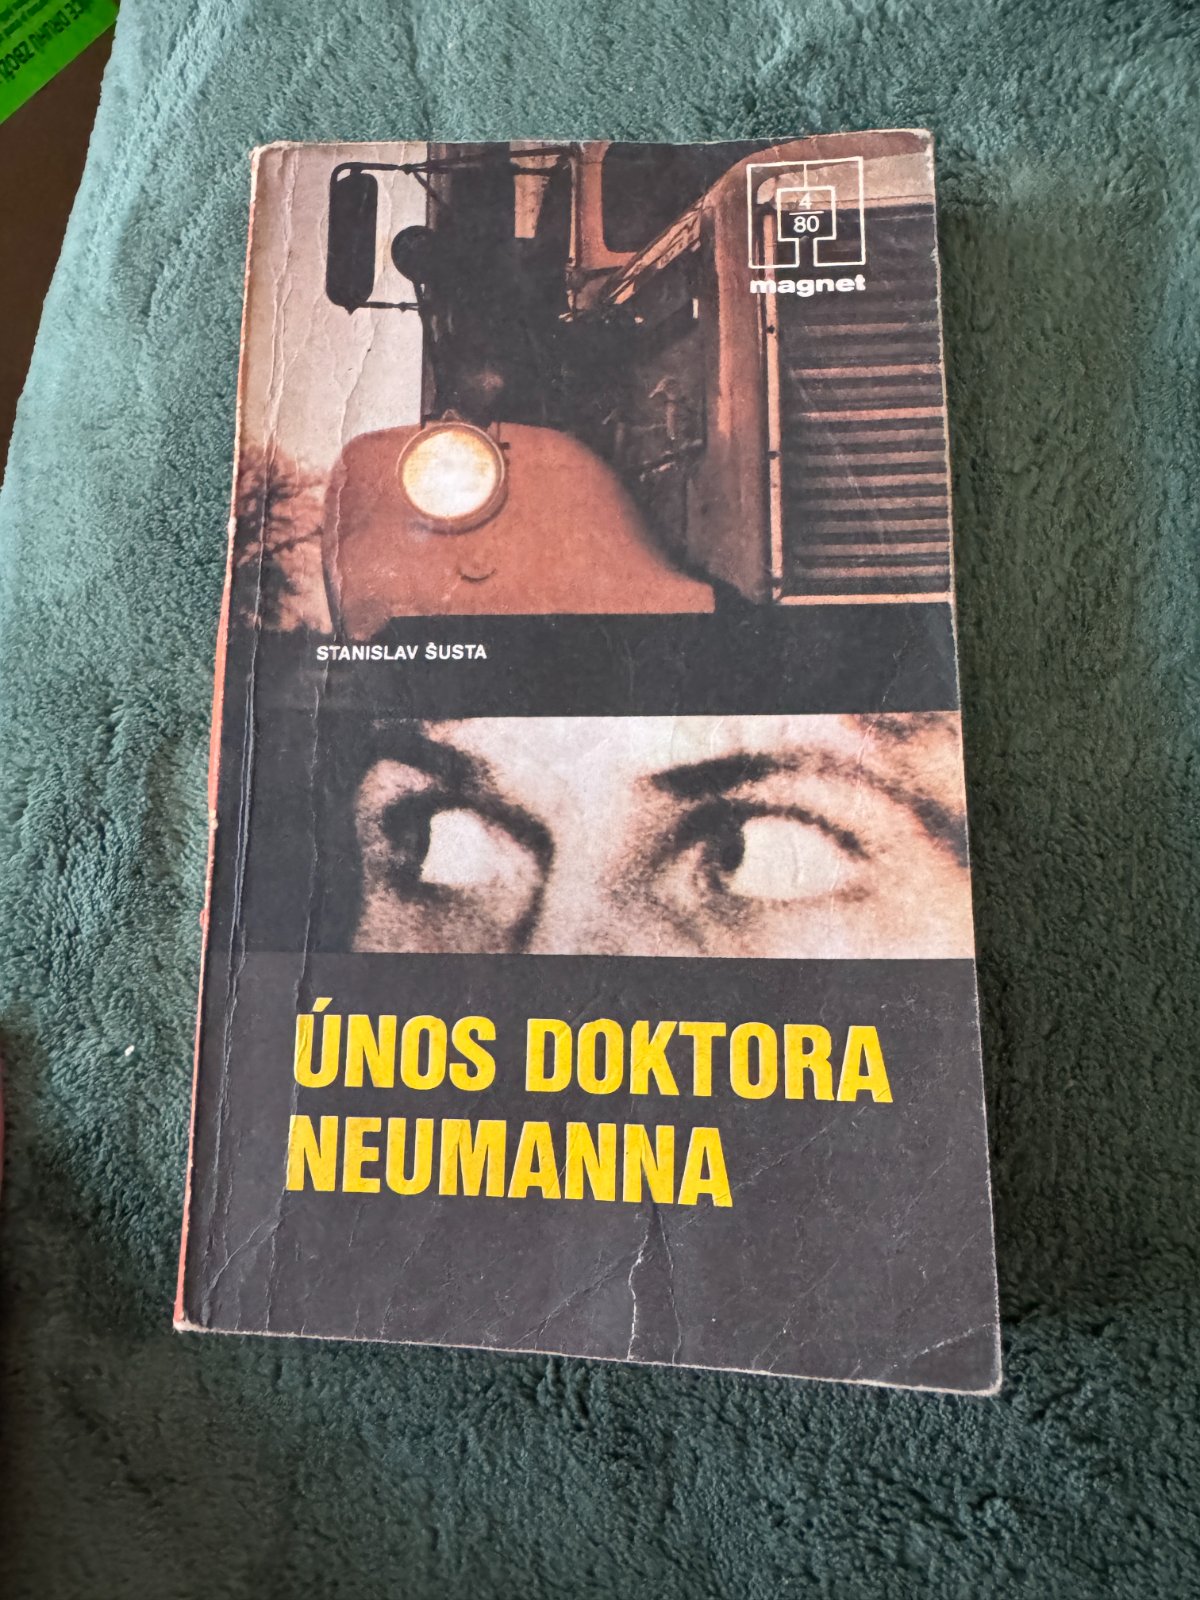 4
80
magnet
STANISLAV ŠUSTA
ÚNOS DOKTORA
NEUMANNA